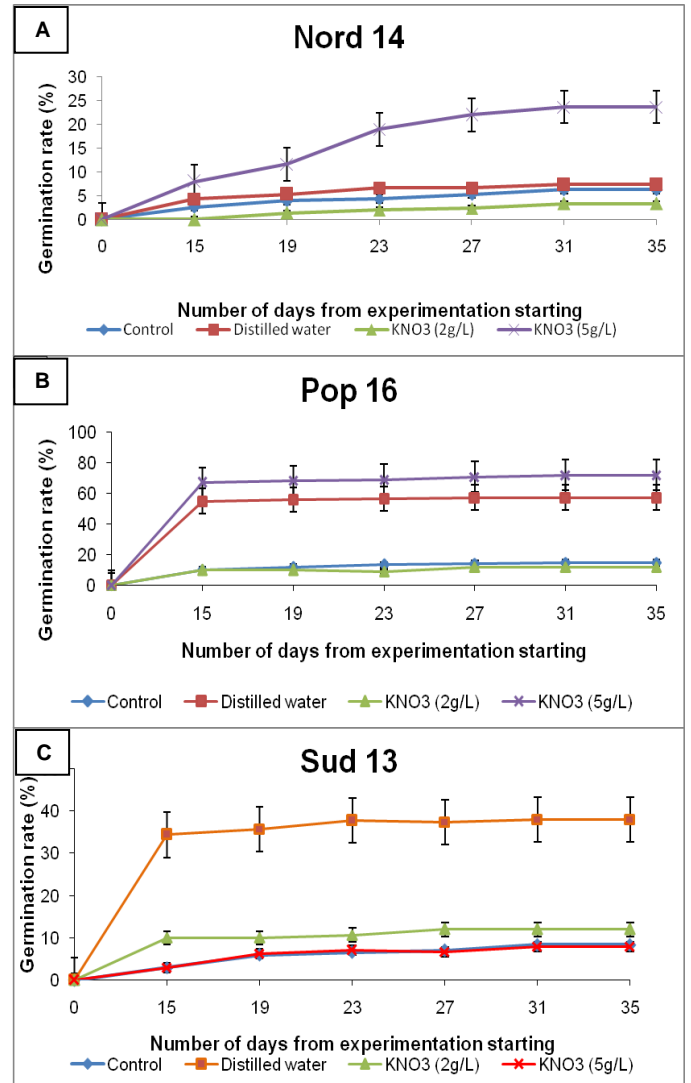 A
Nord 14
Germination rate (%)
30
25
20
15
10
5
0
0 15 19 23 27 31 35
Number of days from experimentation starting
Control Distilled water KNO3 (2g/L) KNO3 (5g/L)
B
Pop 16
Germination rate (%)
100
80
60
40
20
0
0 15 19 23 27 31 35
Number of days from experimentation starting
Control Distilled water KNO3 (2g/L) KNO3 (5g/L)
C
Sud 13
Germination rate (%)
40
30
20
10
0
0 15 19 23 27 31 35
Number of days from experimentation starting
Control Distilled water KNO3 (2g/L) KNO3 (5g/L)